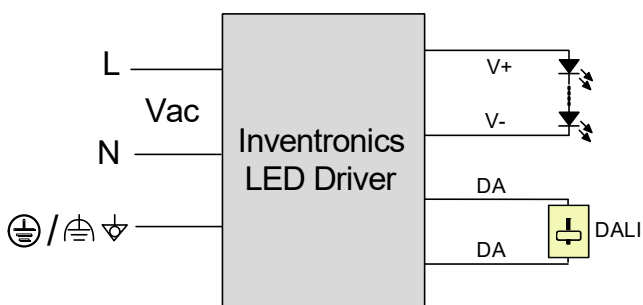 L
Vac
N
/
Inventronics
LED Driver
V+
V-
DA
DA
DALI